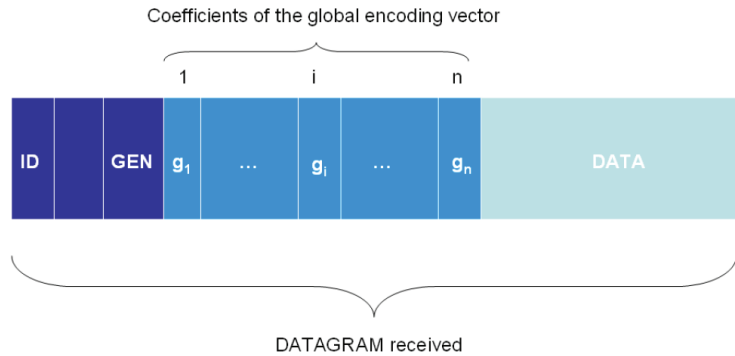 Coefficients of the global encoding vector
1 i n
ID GEN g₁ ... gᵢ ... gₙ DATA
DATAGRAM received